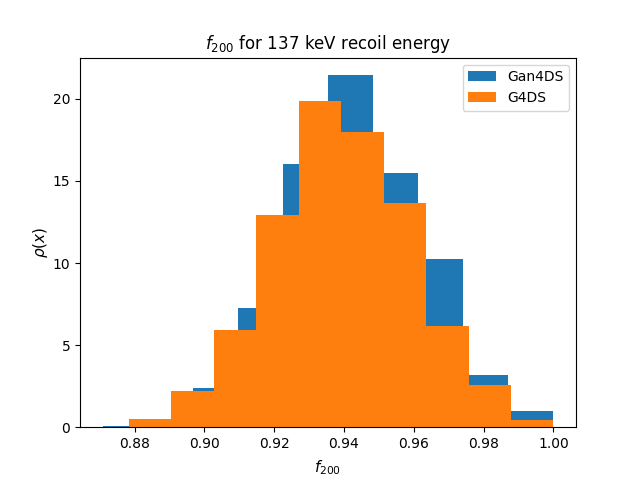 f₂₀₀ for 137 keV recoil energy
Gan4DS
G4DS
ρ(x)
20
15
10
5
0
0.88 0.90 0.92 0.94 0.96 0.98 1.00
f₂₀₀